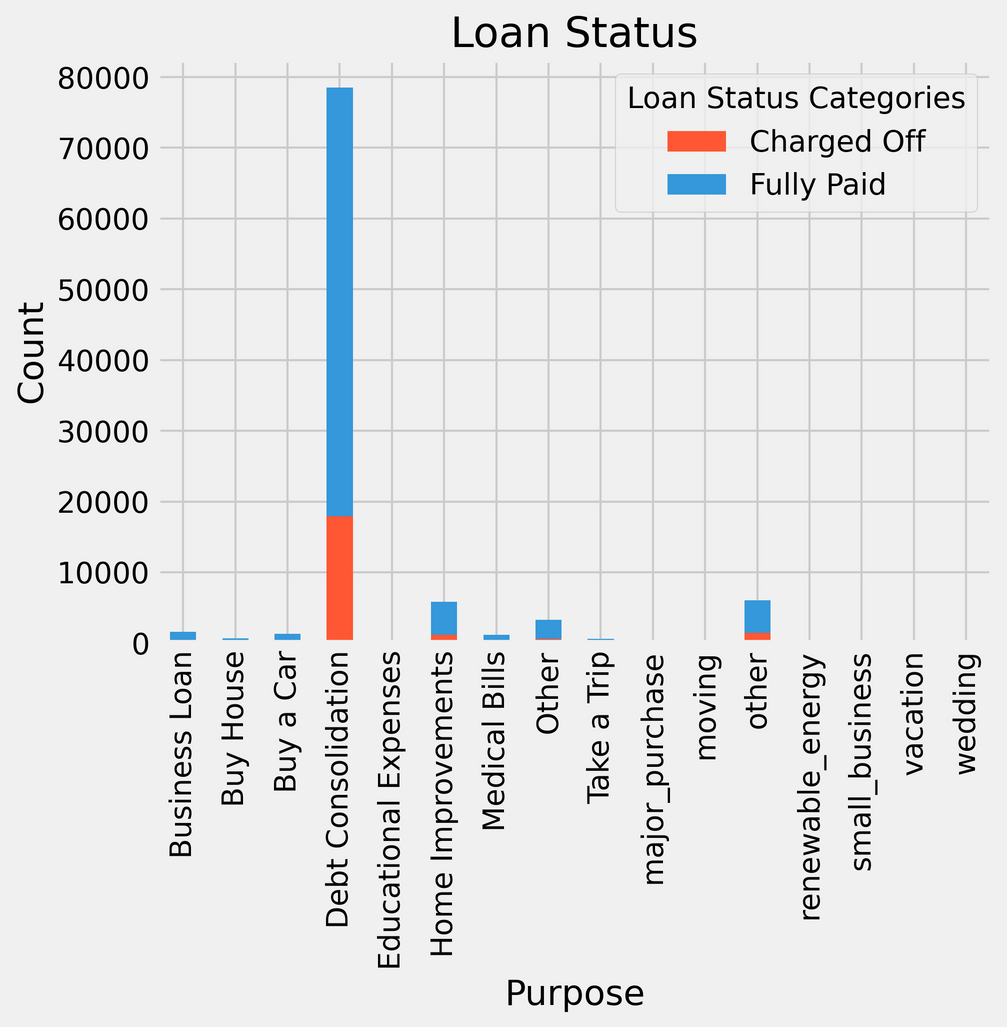 Loan Status
Loan Status Categories
Charged Off
Fully Paid
Count
80000
70000
60000
50000
40000
30000
20000
10000
0
Business Loan
Buy House
Buy a Car
Debt Consolidation
Educational Expenses
Home Improvements
Medical Bills
Other
Take a Trip
major_purchase
moving
other
renewable_energy
small_business
vacation
wedding
Purpose